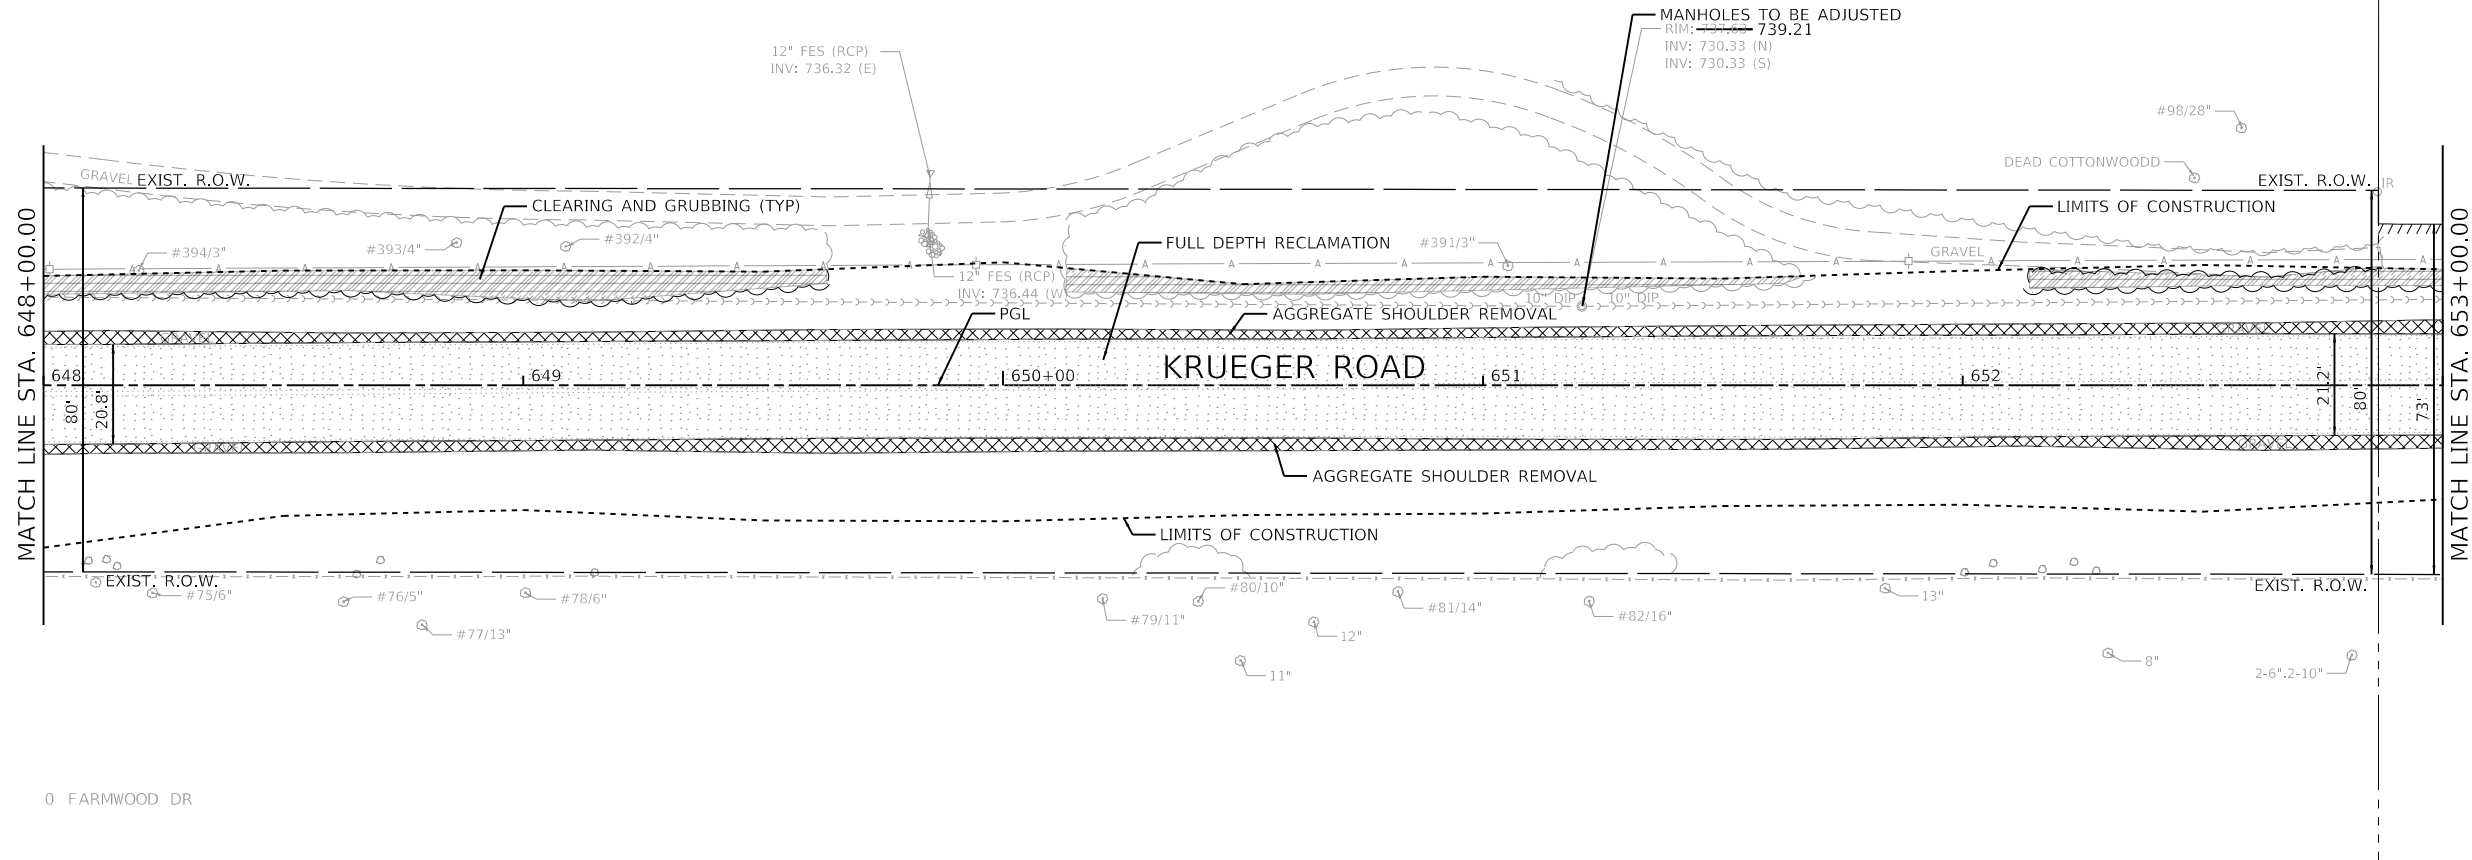 MANHOLES TO BE ADJUSTED
RIM: 737.63 739.21
INV: 730.33 (N)
INV: 730.33 (S)
12" FES (RCP)
INV: 736.32 (E)
#98/28"
DEAD COTTONWOODD
GRAVEL
EXIST. R.O.W.
EXIST. R.O.W.
IR
CLEARING AND GRUBBING (TYP)
LIMITS OF CONSTRUCTION
#394/3"
#393/4"
#392/4"
FULL DEPTH RECLAMATION
#391/3"
GRAVEL
A A A A A A A A A A A A A A A A A A A A A A A A A A A
12" FES (RCP)
INV: 736.44 (W)
10" DIP
10" DIP
PGL
AGGREGATE SHOULDER REMOVAL
GRAVEL
GRAVEL
KRUEGER ROAD
648
649
650+00
651
652
80'
20.8'
21.2'
80'
73'
MATCH LINE STA. 648+00.00
MATCH LINE STA. 653+00.00
GRAVEL
GRAVEL
AGGREGATE SHOULDER REMOVAL
LIMITS OF CONSTRUCTION
EXIST. R.O.W.
EXIST. R.O.W.
#75/6"
#76/5"
#78/6"
#77/13"
#79/11"
#80/10"
#81/14"
#82/16"
13"
12"
11"
8"
2-6".2-10"
0 FARMWOOD DR